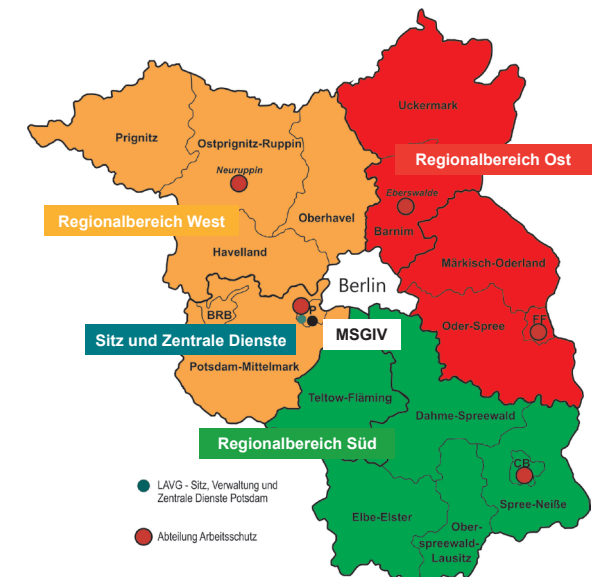 Uckermark
Prignitz
Ostprignitz-Ruppin
Regionalbereich Ost
Neuruppin
Eberswalde
Regionalbereich West
Oberhavel
Barnim
Havelland
Märkisch-Oderland
Berlin
BRB
P
FF
Oder-Spree
Sitz und Zentrale Dienste
MSGIV
Potsdam-Mittelmark
Teltow-Fläming
Dahme-Spreewald
Regionalbereich Süd
CB
LAVG - Sitz, Verwaltung und
Zentrale Dienste Potsdam
Spree-Neiße
Elbe-Elster
Ober-
spreewald-
Lausitz
Abteilung Arbeitsschutz